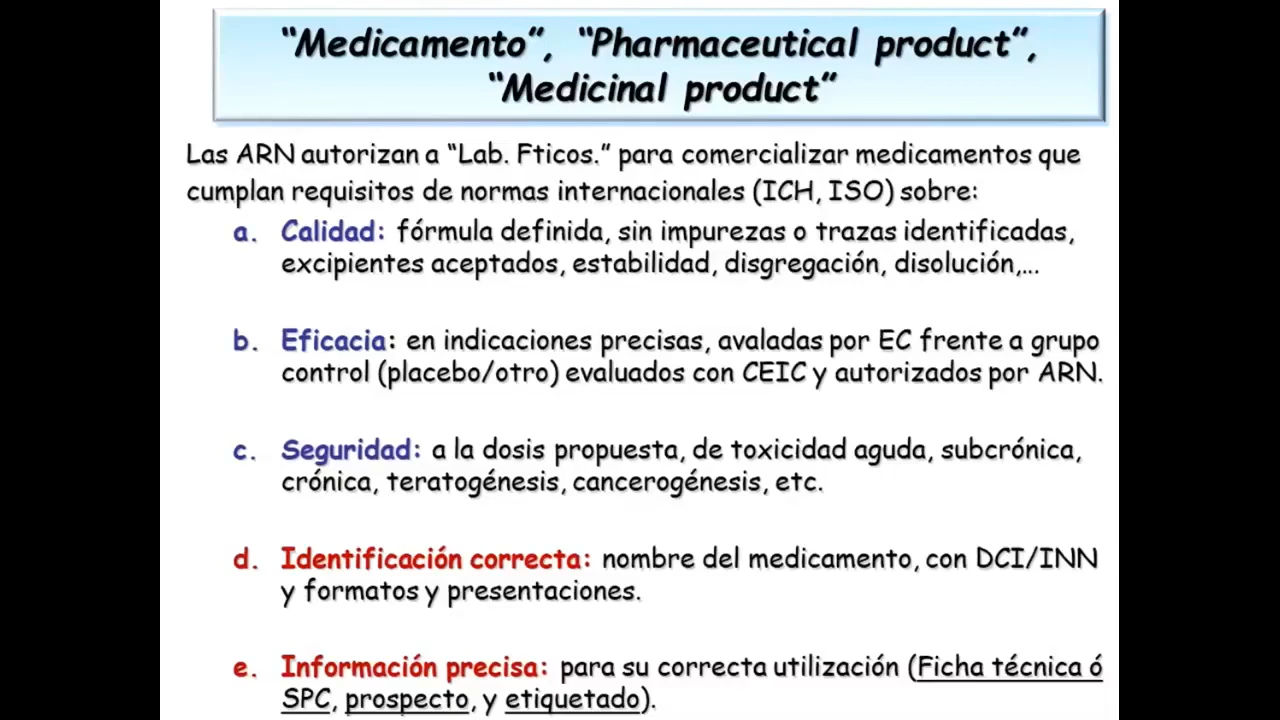 “Medicamento”, “Pharmaceutical product”,
“Medicinal product”
Las ARN autorizan a “Lab. Fticos.” para comercializar medicamentos que
cumplan requisitos de normas internacionales (ICH, ISO) sobre:
a. Calidad: fórmula definida, sin impurezas o trazas identificadas,
excipientes aceptados, estabilidad, disgregación, disolución,...
b. Eficacia: en indicaciones precisas, avaladas por EC frente a grupo
control (placebo/otro) evaluados con CEIC y autorizados por ARN.
c. Seguridad: a la dosis propuesta, de toxicidad aguda, subcrónica,
crónica, teratogénesis, cancerogénesis, etc.
d. Identificación correcta: nombre del medicamento, con DCI/INN
y formatos y presentaciones.
e. Información precisa: para su correcta utilización (Ficha técnica ó
SPC, prospecto, y etiquetado).